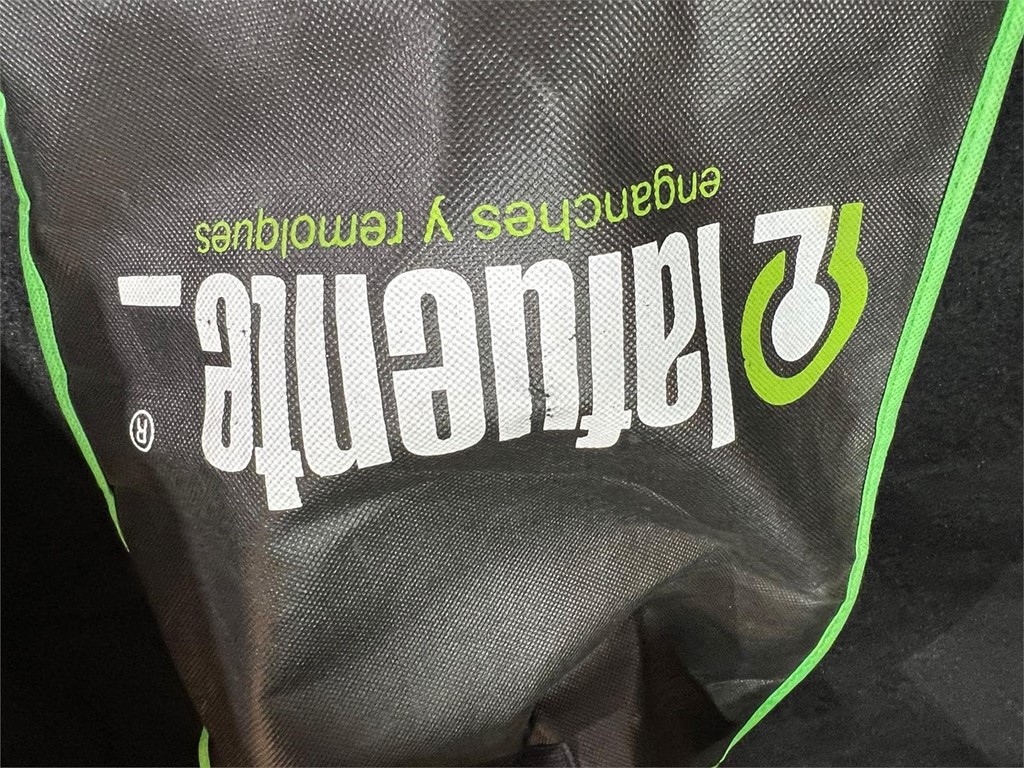 lafuente®
enganches y remolques